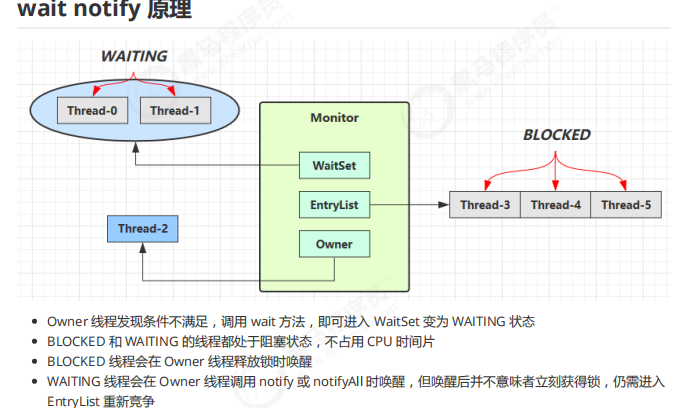 wait notify 原理
WAITING
Thread-0 Thread-1
Monitor
BLOCKED
WaitSet
EntryList
Thread-3 Thread-4 Thread-5
Thread-2
Owner
Owner 线程发现条件不满足，调用 wait 方法，即可进入 WaitSet 变为 WAITING 状态
BLOCKED 和 WAITING 的线程都处于阻塞状态，不占用 CPU 时间片
BLOCKED 线程会在 Owner 线程释放锁时唤醒
WAITING 线程会在 Owner 线程调用 notify 或 notifyAll 时唤醒，但唤醒后并不意味者立刻获得锁，仍需进入
EntryList 重新竞争